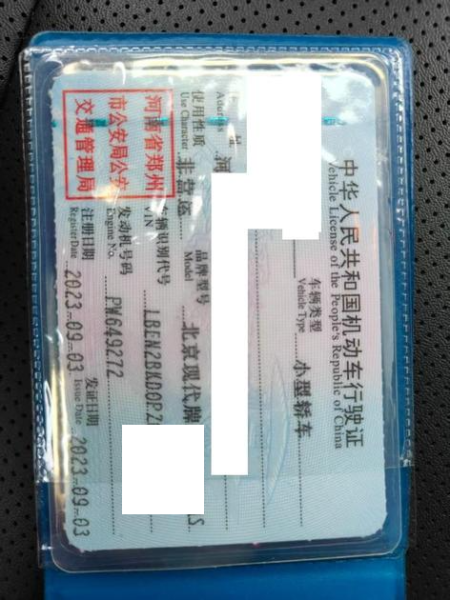 中华人民共和国机动车行驶证
Vehicle License of the People's Republic of China
车辆类型
Vehicle Type
小型轿车
住
Address
河
使用性质
Use Character
非营运
品牌型号
Model
北京现代牌
河南省郑州
市公安局公安
交通管理局
车辆识别代号
VIN
LBEN2BKD0PZ
发动机号码
Engine No.
PW649272
注册日期
Register Date
2023-09-03
发证日期
Issue Date
2023-09-03